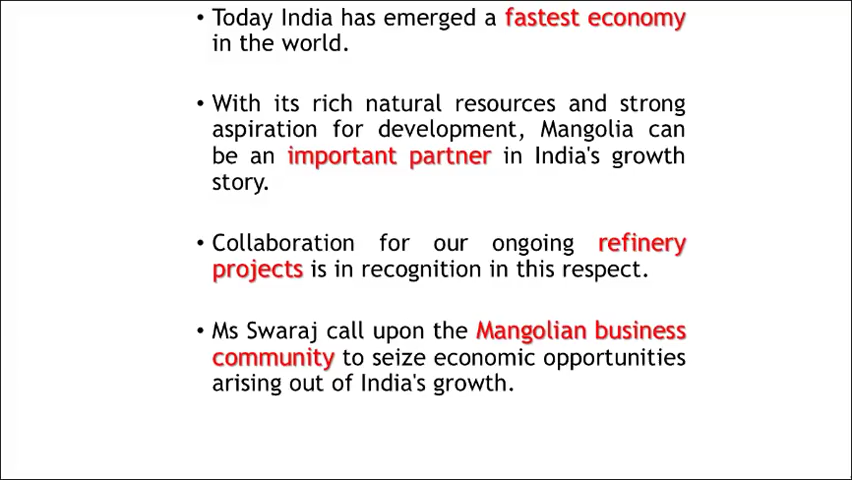 • Today India has emerged a fastest economy
in the world.
• With its rich natural resources and strong
aspiration for development, Mangolia can
be an important partner in India's growth
story.
• Collaboration for our ongoing refinery
projects is in recognition in this respect.
• Ms Swaraj call upon the Mangolian business
community to seize economic opportunities
arising out of India's growth.